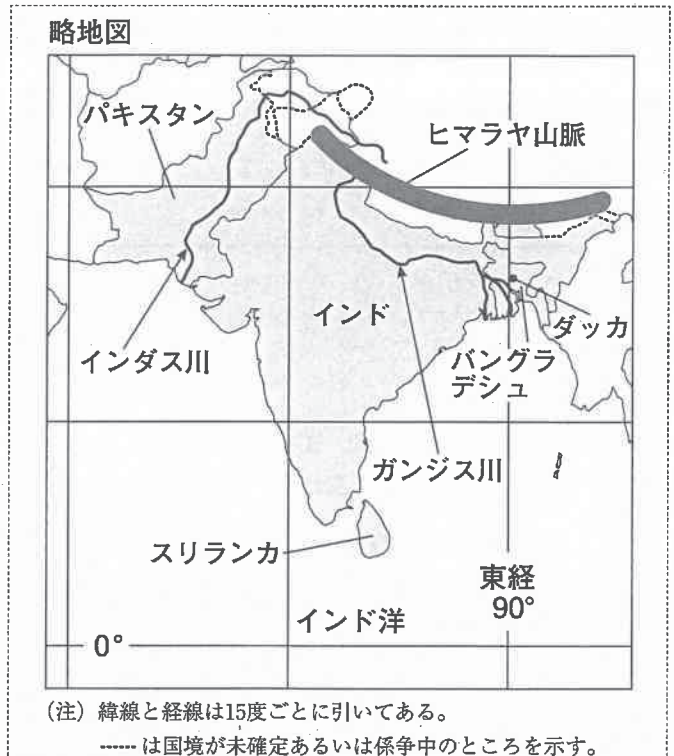 略地図
パキスタン
ヒマラヤ山脈
インド
ダッカ
インダス川
バングラ
デシュ
ガンジス川
スリランカ
東経
90°
インド洋
0°
(注) 緯線と経線は15度ごとに引いてある。
------ は国境が未確定あるいは係争中のところを示す。